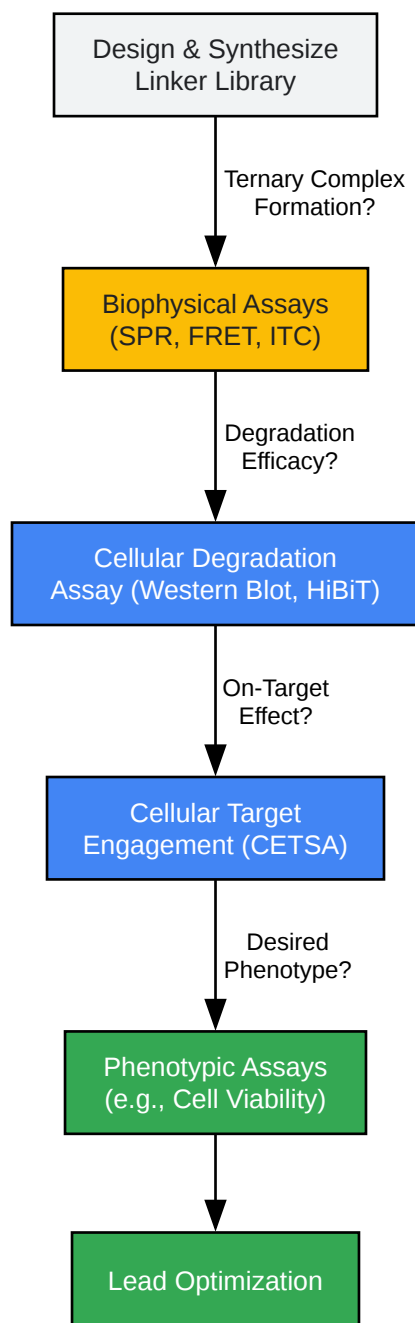 Design & Synthesize
Linker Library
Ternary Complex
Formation?
Biophysical Assays
(SPR, FRET, ITC)
Degradation
Efficacy?
Cellular Degradation
Assay (Western Blot, HiBiT)
On-Target
Effect?
Cellular Target
Engagement (CETSA)
Desired
Phenotype?
Phenotypic Assays
(e.g., Cell Viability)
Lead Optimization